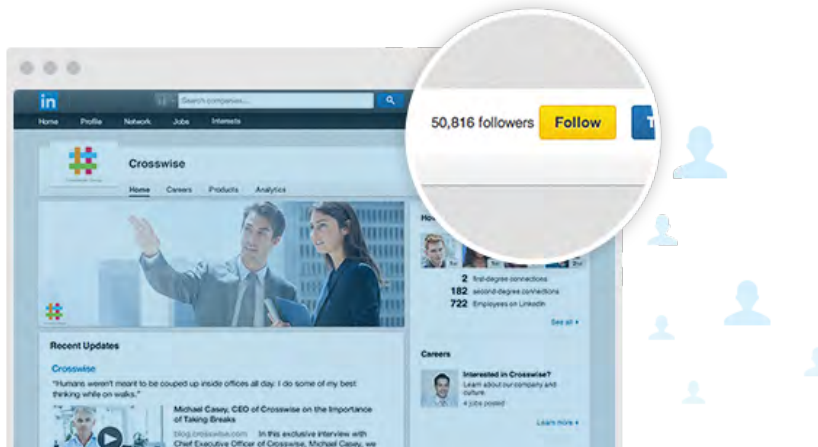 in
Search companies...
Home Profile Network Jobs Interests
50,816 followers Follow T
Crosswise
Home Careers Products Analytics
How
2 first-degree connections
182 second-degree connections
722 Employees on LinkedIn
See all
Recent Updates
Crosswise
"Humans weren't meant to be couped up inside offices all day. I do some of my best
thinking while on walks."
Michael Casey, CEO of Crosswise on the Importance
of Taking Breaks
blog.crosswise.com In this exclusive interview with
Chief Executive Officer of Crosswise, Michael Casey, we
Careers
Interested in Crosswise?
Learn about our company and
culture
4 jobs posted
Learn more